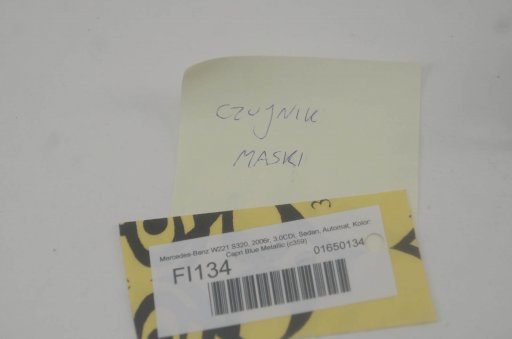 CZUJNIK
MASKI
Mercedes-Benz W221 S320, 2006r, 3.0CDI, Sedan, Automat, Kolor:
Capri Blue Metallic (c359)
FI134
01650134